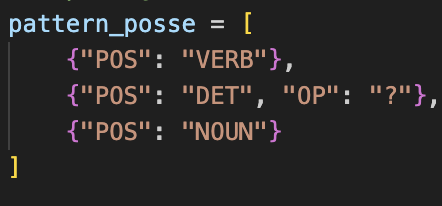 pattern_posse = [
    {"POS": "VERB"},
    {"POS": "DET", "OP": "?"},
    {"POS": "NOUN"}
]